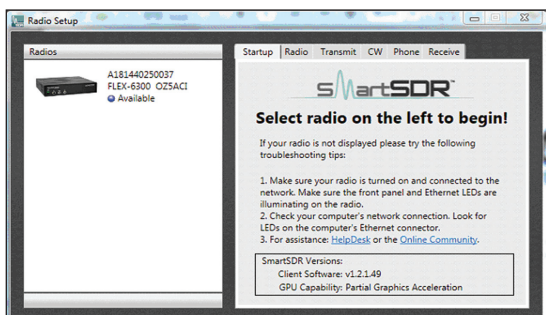 Radio Setup
Radios
A181440250037
FLEX-6300 OZ5ACI
Available
Startup Radio Transmit CW Phone Receive
SmartSDR™
Select radio on the left to begin!
If your radio is not displayed please try the following
troubleshooting tips:
1. Make sure your radio is turned on and connected to the
network. Make sure the front panel and Ethernet LEDs are
illuminating on the radio.
2. Check your computer's network connection. Look for
LEDs on the computer's Ethernet connector.
3. For assistance: HelpDesk or the Online Community.
SmartSDR Versions:
Client Software: v1.2.1.49
GPU Capability: Partial Graphics Acceleration